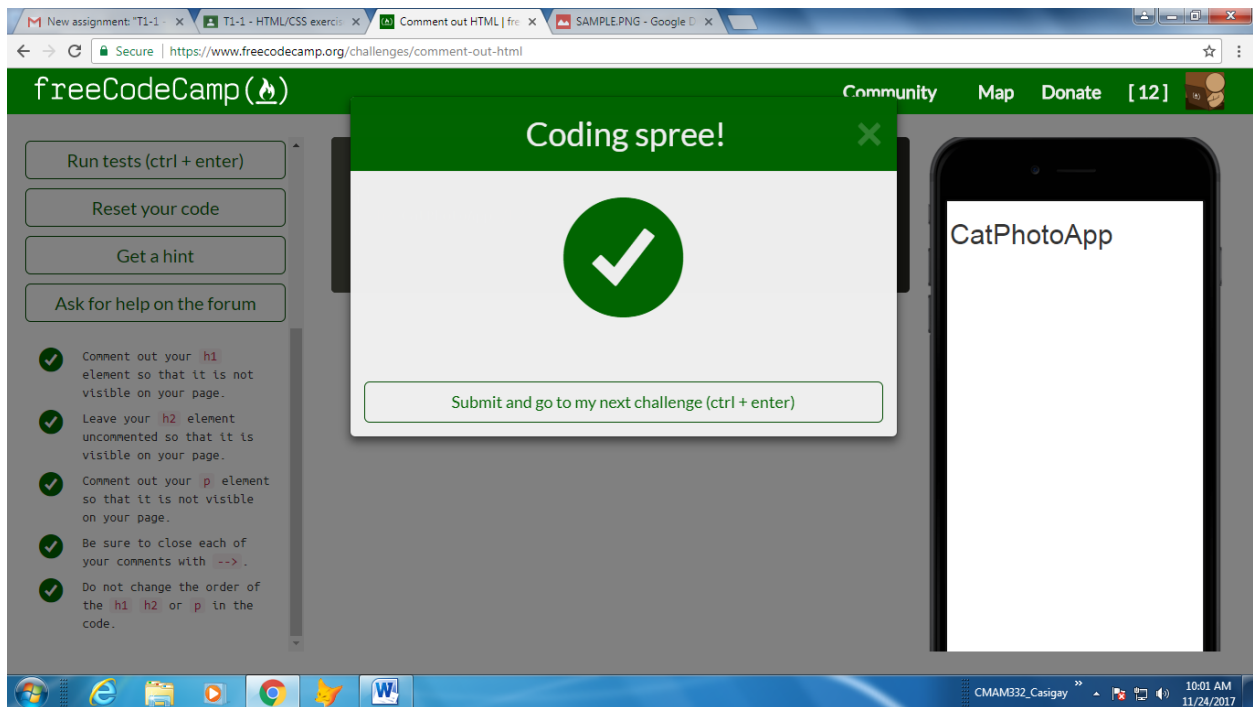 New assignment: "T1-1 -
T1-1 - HTML/CSS exercis
Comment out HTML | fre
SAMPLE.PNG - Google D
Secure | https://www.freecodecamp.org/challenges/comment-out-html
freeCodeCamp(🔥)
Community Map Donate [ 12 ]
Coding spree!
Run tests (ctrl + enter)
Reset your code
Get a hint
Ask for help on the forum
Comment out your h1
element so that it is not
visible on your page.
Leave your h2 element
uncommented so that it is
visible on your page.
Comment out your p element
so that it is not visible
on your page.
Be sure to close each of
your comments with -->.
Do not change the order of
the h1 h2 or p in the
code.
Submit and go to my next challenge (ctrl + enter)
CatPhotoApp
CMAM332_Casigay
10:01 AM
11/24/2017